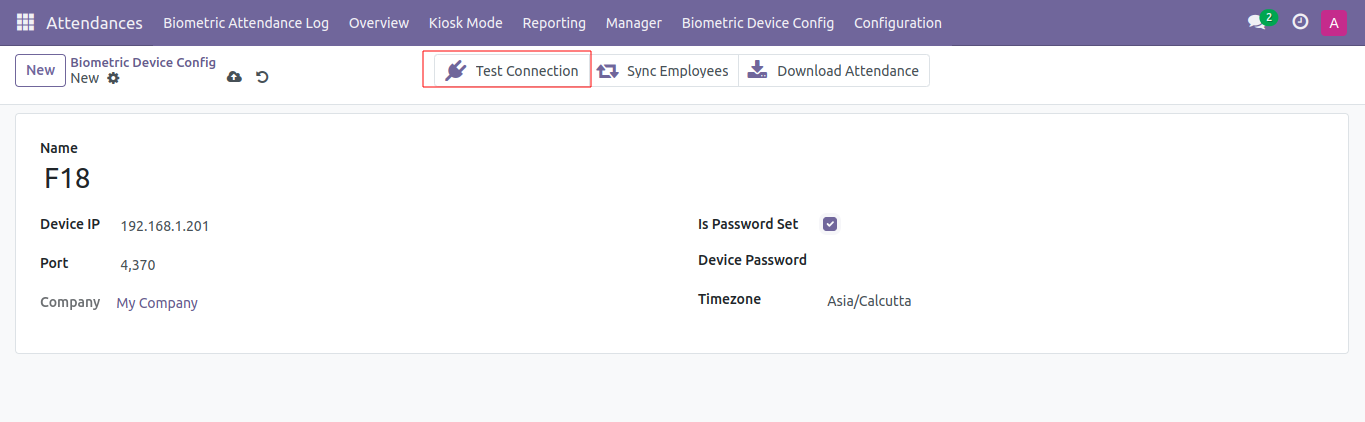 Attendances Biometric Attendance Log Overview Kiosk Mode Reporting Manager Biometric Device Config Configuration 2 A
New Biometric Device Config
New
Test Connection Sync Employees Download Attendance
Name
F18
Device IP 192.168.1.201 Is Password Set
Port 4,370 Device Password
Company My Company Timezone Asia/Calcutta